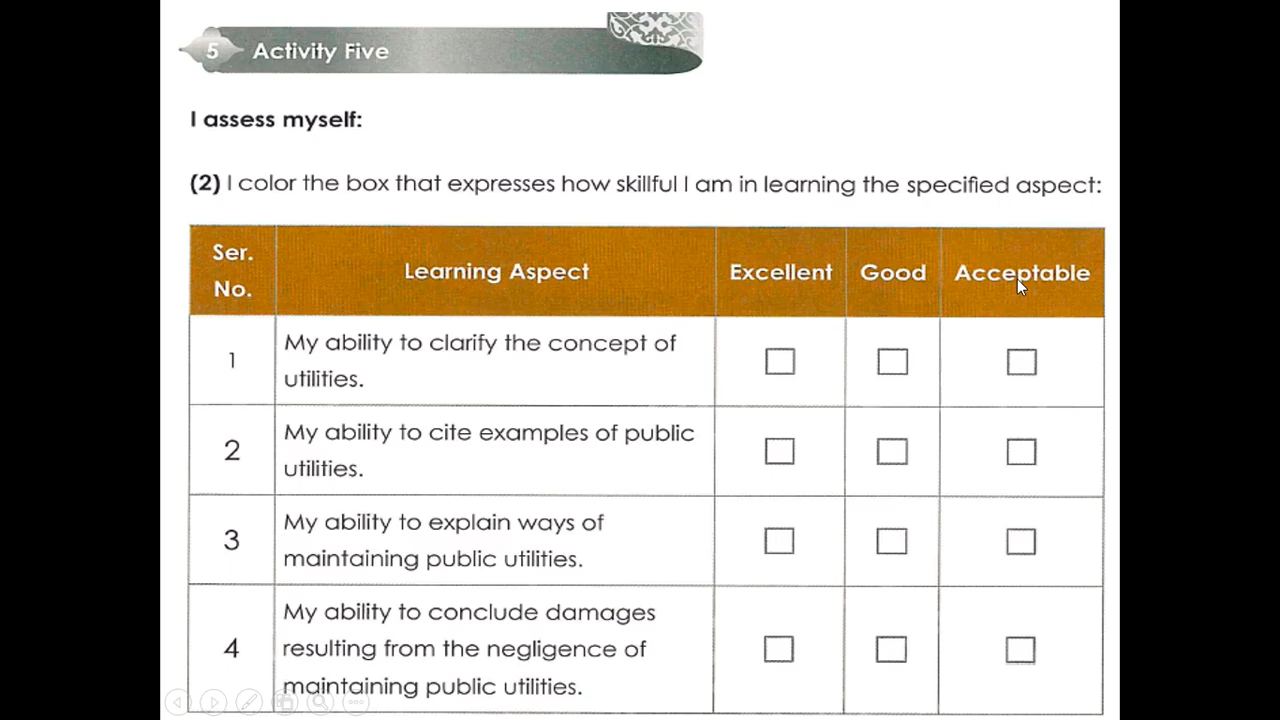 5 Activity Five
I assess myself:
(2) I color the box that expresses how skillful I am in learning the specified aspect:
Ser. No. Learning Aspect Excellent Good Acceptable
1 My ability to clarify the concept of
utilities.
2 My ability to cite examples of public
utilities.
3 My ability to explain ways of
maintaining public utilities.
4 My ability to conclude damages
resulting from the negligence of
maintaining public utilities.